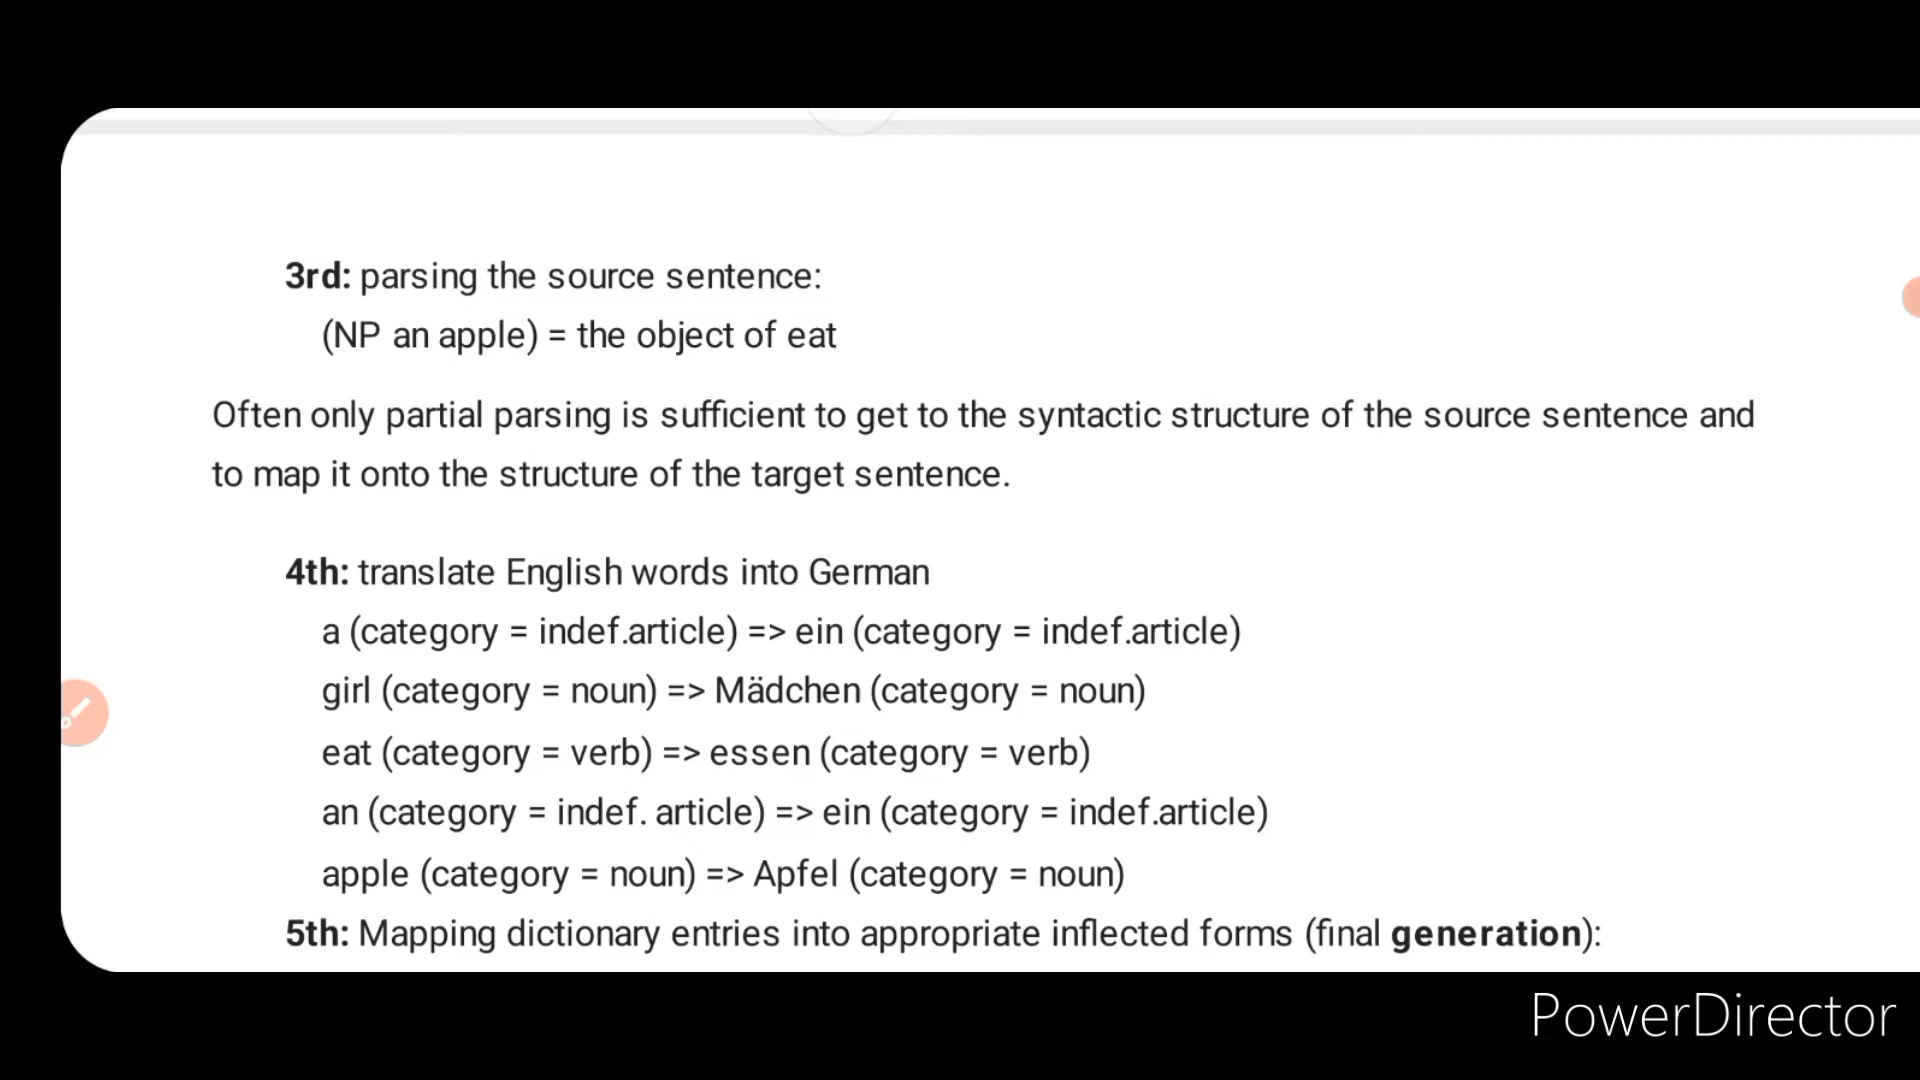 3rd: parsing the source sentence:
(NP an apple) = the object of eat
Often only partial parsing is sufficient to get to the syntactic structure of the source sentence and
to map it onto the structure of the target sentence.
4th: translate English words into German
a (category = indef.article) => ein (category = indef.article)
girl (category = noun) => Mädchen (category = noun)
eat (category = verb) => essen (category = verb)
an (category = indef. article) => ein (category = indef.article)
apple (category = noun) => Apfel (category = noun)
5th: Mapping dictionary entries into appropriate inflected forms (final generation):
PowerDirector